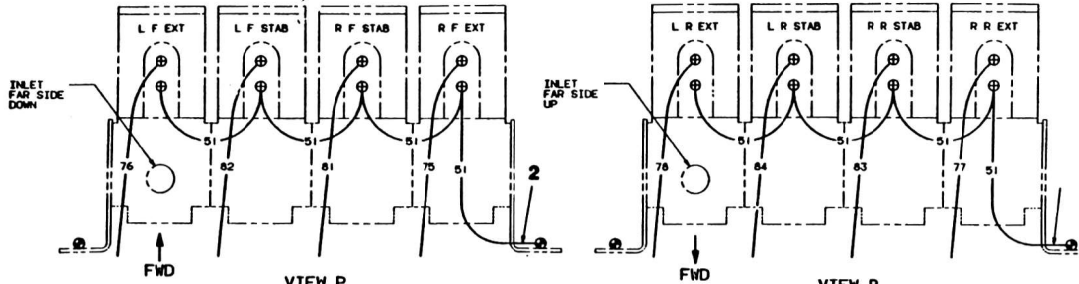 L F EXT
L F STAB
R F STAB
R F EXT
INLET
FAR SIDE
DOWN
51
51
51
76
82
81
75
51
2
FWD
VIEW P
L R EXT
L R STAB
R R STAB
R R EXT
INLET
FAR SIDE
UP
51
51
51
78
84
83
77
51
FWD